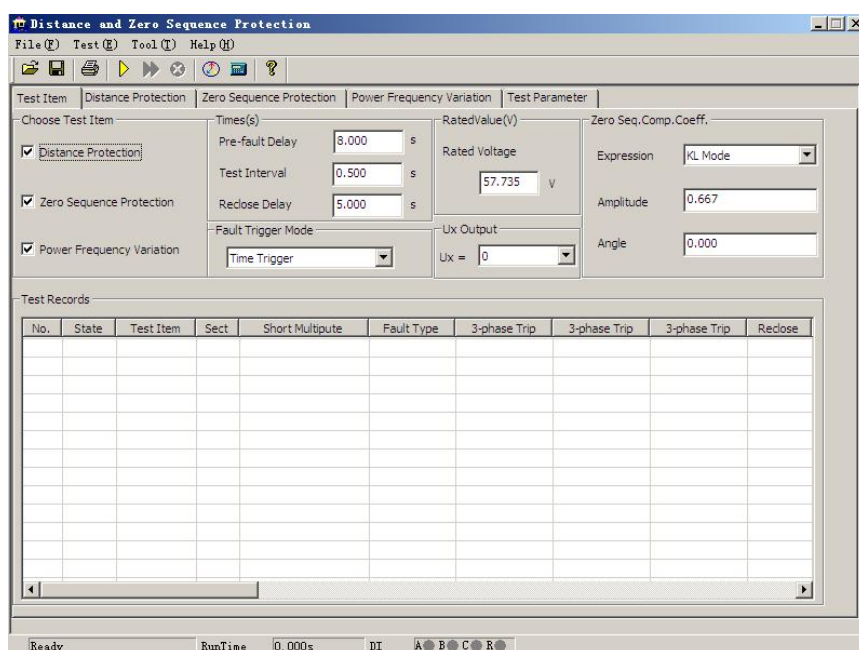 Distance and Zero Sequence Protection
File(F) Test(E) Tool(T) Help(H)
Test Item Distance Protection Zero Sequence Protection Power Frequency Variation Test Parameter
Choose Test Item
Distance Protection
Zero Sequence Protection
Power Frequency Variation
Times(s)
Pre-fault Delay 8.000 s
Test Interval 0.500 s
Reclose Delay 5.000 s
Fault Trigger Mode
Time Trigger
RatedValue(V)
Rated Voltage
57.735 V
Ux Output
Ux = 0
Zero Seq.Comp.Coeff.
Expression KL Mode
Amplitude 0.667
Angle 0.000
Test Records
No. State Test Item Sect Short Multipute Fault Type 3-phase Trip 3-phase Trip 3-phase Trip Reclose
Ready RunTime 0.000s DI A B C R